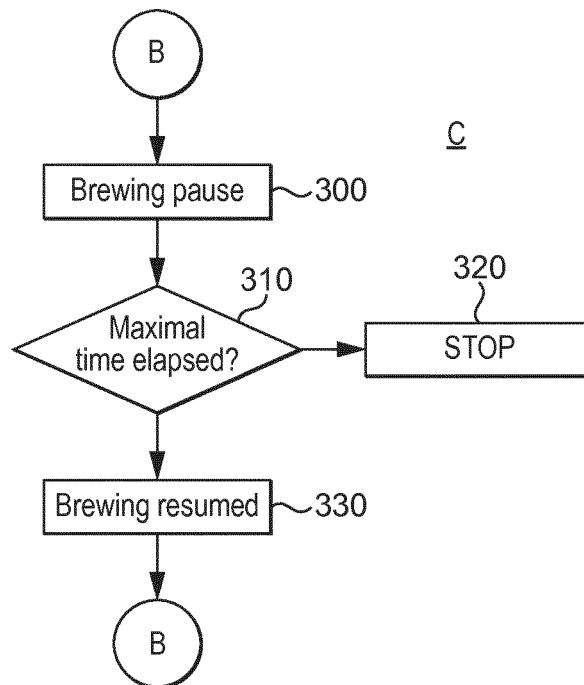 B
C
Brewing pause
300
310
Maximal
time elapsed?
320
STOP
Brewing resumed
330
B